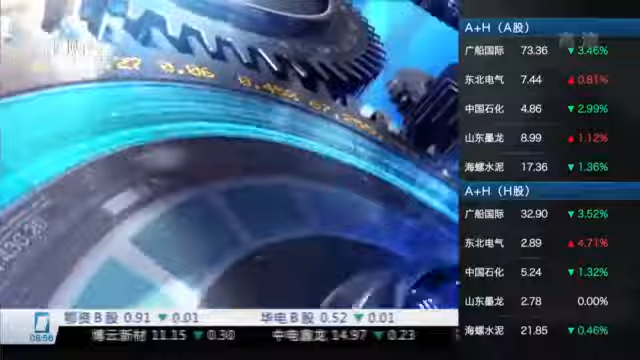 27 0.06 0.455
A+H（A股）
广船国际 73.36 ▼3.46%
东北电气 7.44 ▲0.81%
中国石化 4.86 ▼2.99%
山东墨龙 8.99 ▲1.12%
海螺水泥 17.36 ▼1.36%
A+H（H股）
广船国际 32.90 ▼3.52%
东北电气 2.89 ▲4.71%
中国石化 5.24 ▼1.32%
山东墨龙 2.78 0.00%
海螺水泥 21.85 ▼0.46%
鄂资B股 0.91 ▼0.01 华电B股 0.52 ▼0.01
08:56 博云新材 11.15 ▼0.30 中电鑫龙 14.97 ▼0.23